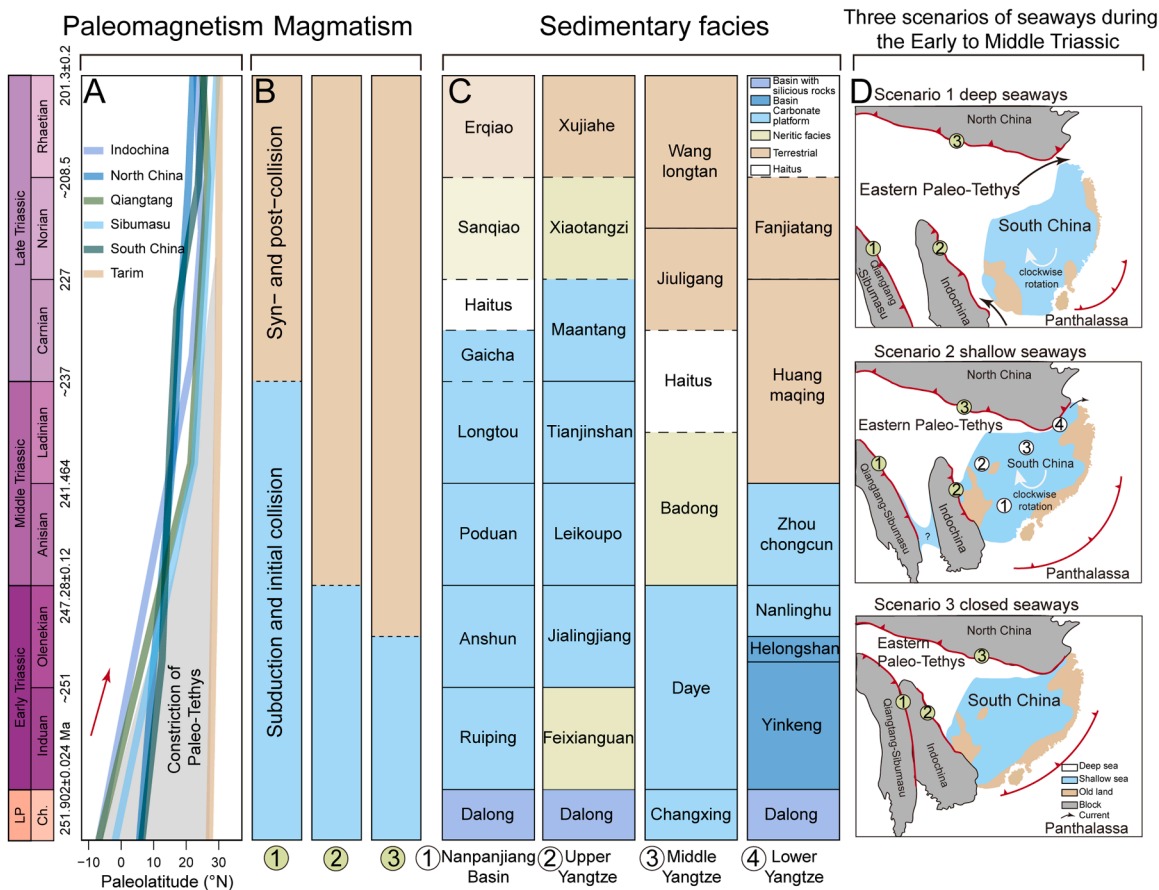 Paleomagnetism Magmatism
Sedimentary facies
Three scenarios of seaways during
the Early to Middle Triassic
A
B
C
D
Late Triassic
Middle Triassic
Early Triassic
LP
Rhaetian
Norian
Carnian
Ladinian
Anisian
Olenekian
Induan
Ch.
201.3±0.2
~208.5
227
~237
241.464
247.28±0.12
~251
251.902±0.024 Ma
Indochina
North China
Qiangtang
Sibumasu
South China
Tarim
Constriction of
Paleo-Tethys
−10 0 10 20 30
Paleolatitude (°N)
Syn− and post−collision
Subduction and initial collision
1
2
3
Erqiao
Sanqiao
Haitus
Gaicha
Longtou
Poduan
Anshun
Ruiping
Dalong
1 Nanpanjiang
Basin
Xujiahe
Xiaotangzi
Maantang
Tianjinshan
Leikoupo
Jialingjiang
Feixianguan
Dalong
2 Upper
Yangtze
Wang
longtan
Jiuligang
Haitus
Badong
Daye
Changxing
3 Middle
Yangtze
Basin with
silicious rocks
Basin
Carbonate
platform
Neritic facies
Terrestrial
Haitus
Fanjiatang
Huang
maqing
Zhou
chongcun
Nanlinghu
Helongshan
Yinkeng
Dalong
4 Lower
Yangtze
Scenario 1 deep seaways
North China
3
Eastern Paleo-Tethys
South China
1
2
clockwise
rotation
Qiangtang
-Sibumasu
Indochina
Panthalassa
Scenario 2 shallow seaways
North China
3
4
Eastern Paleo-Tethys
3
1
2
South China
2
clockwise
rotation
1
Qiangtang-Sibumasu
Indochina
?
Panthalassa
Scenario 3 closed seaways
North China
Eastern
Paleo-Tethys
3
South China
1
2
Qiangtang-Sibumasu
Indochina
Deep sea
Shallow sea
Old land
Block
Current
Panthalassa